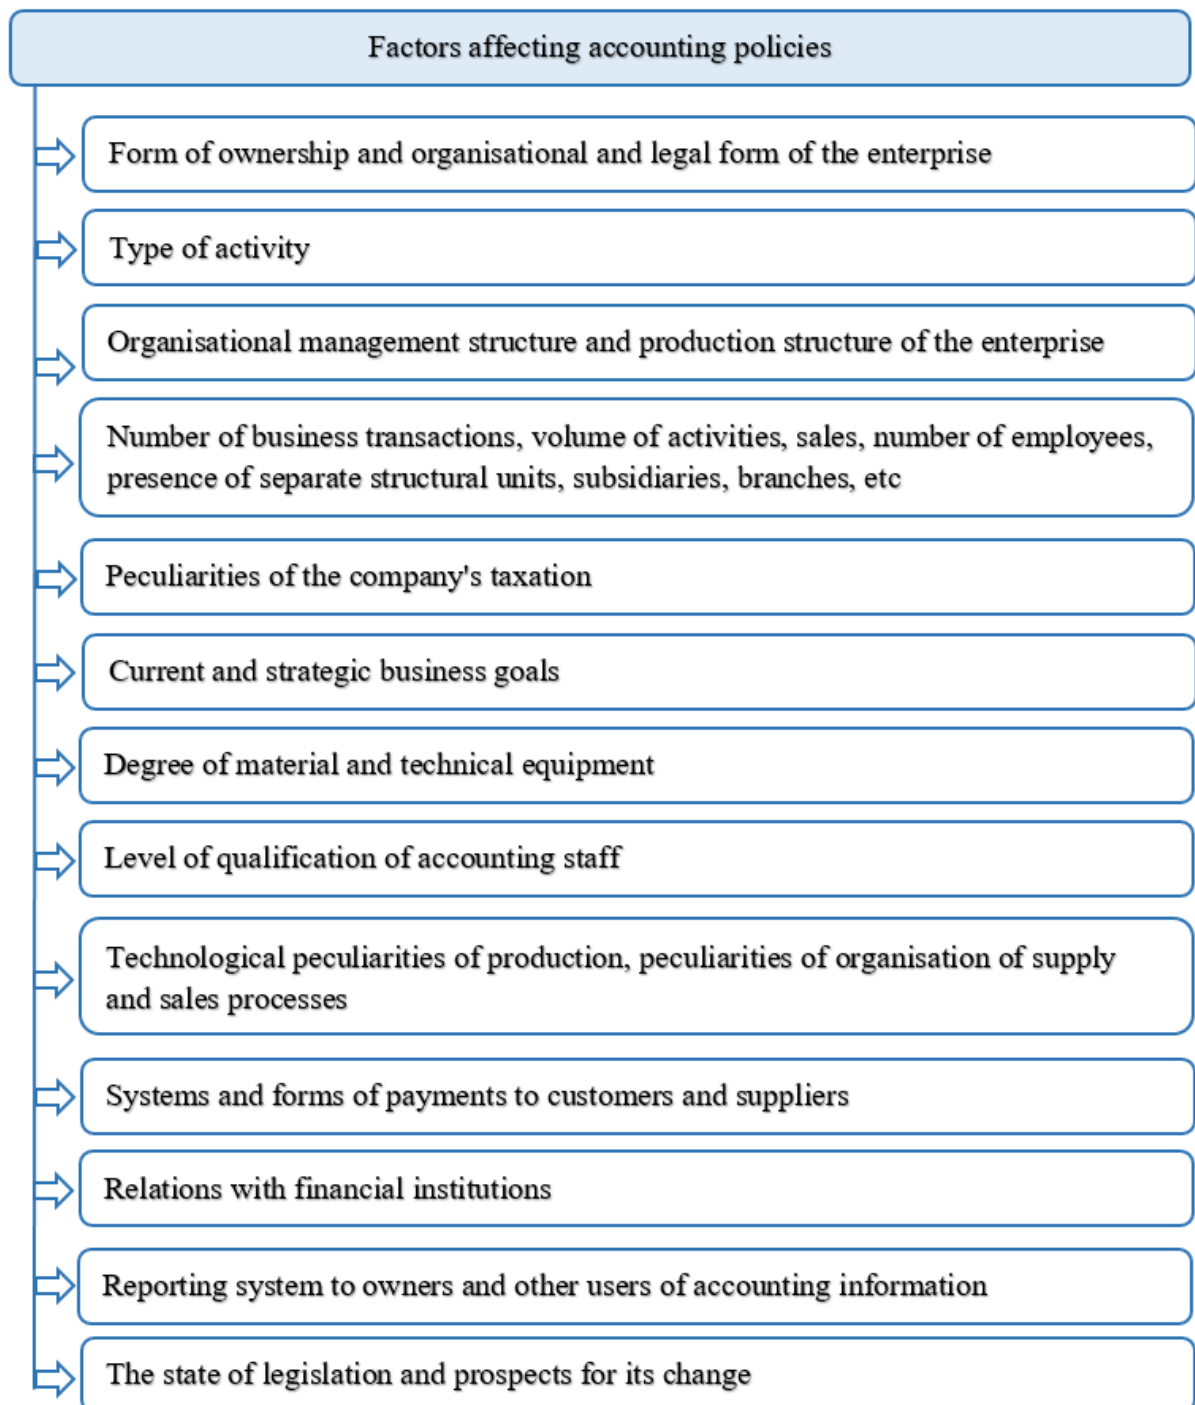 Factors affecting accounting policies
Form of ownership and organisational and legal form of the enterprise
Type of activity
Organisational management structure and production structure of the enterprise
Number of business transactions, volume of activities, sales, number of employees,
presence of separate structural units, subsidiaries, branches, etc
Peculiarities of the company's taxation
Current and strategic business goals
Degree of material and technical equipment
Level of qualification of accounting staff
Technological peculiarities of production, peculiarities of organisation of supply
and sales processes
Systems and forms of payments to customers and suppliers
Relations with financial institutions
Reporting system to owners and other users of accounting information
The state of legislation and prospects for its change